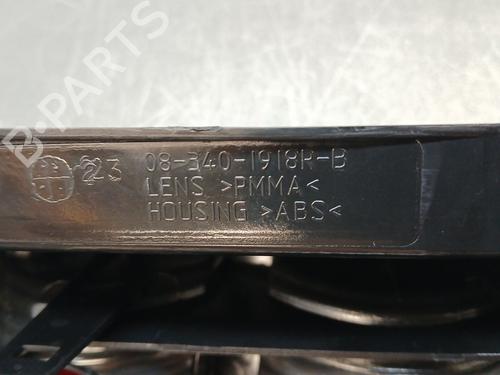 B-PARTS
23 08-340-1918R-B
LENS >PMMA<
HOUSING >ABS<